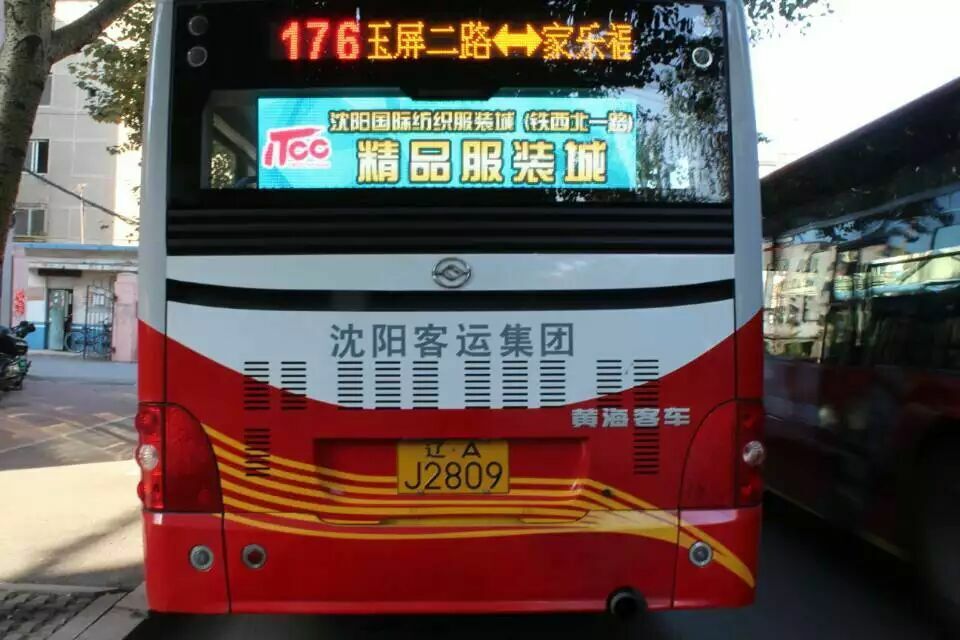 176 玉屏二路↔家乐福
沈阳国际纺织服装城 (铁西北一路)
ITCC
精品服装城
沈阳客运集团
黄海客车
辽·A
J2809